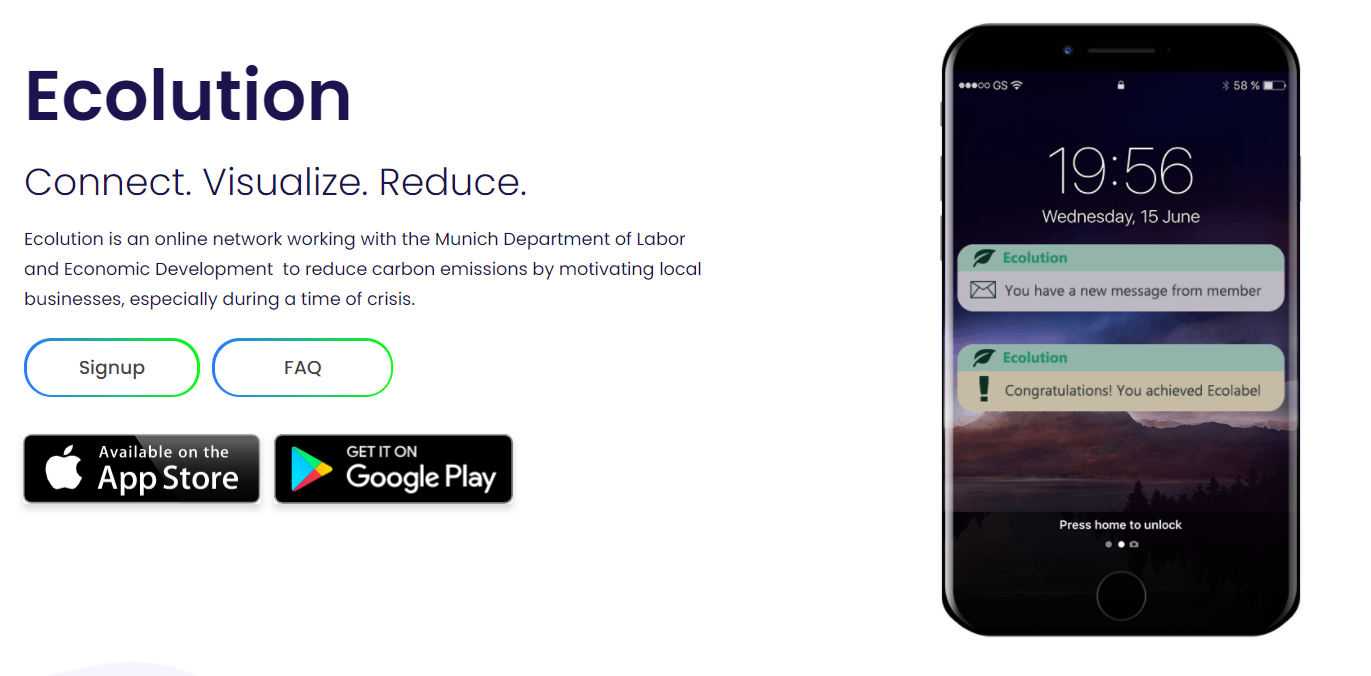 Ecolution
Connect. Visualize. Reduce.
Ecolution is an online network working with the Munich Department of Labor
and Economic Development  to reduce carbon emissions by motivating local
businesses, especially during a time of crisis.
Signup
FAQ
Available on the
App Store
GET IT ON
Google Play
GS
58 %
19:56
Wednesday, 15 June
Ecolution
You have a new message from member
Ecolution
Congratulations! You achieved Ecolabel
Press home to unlock